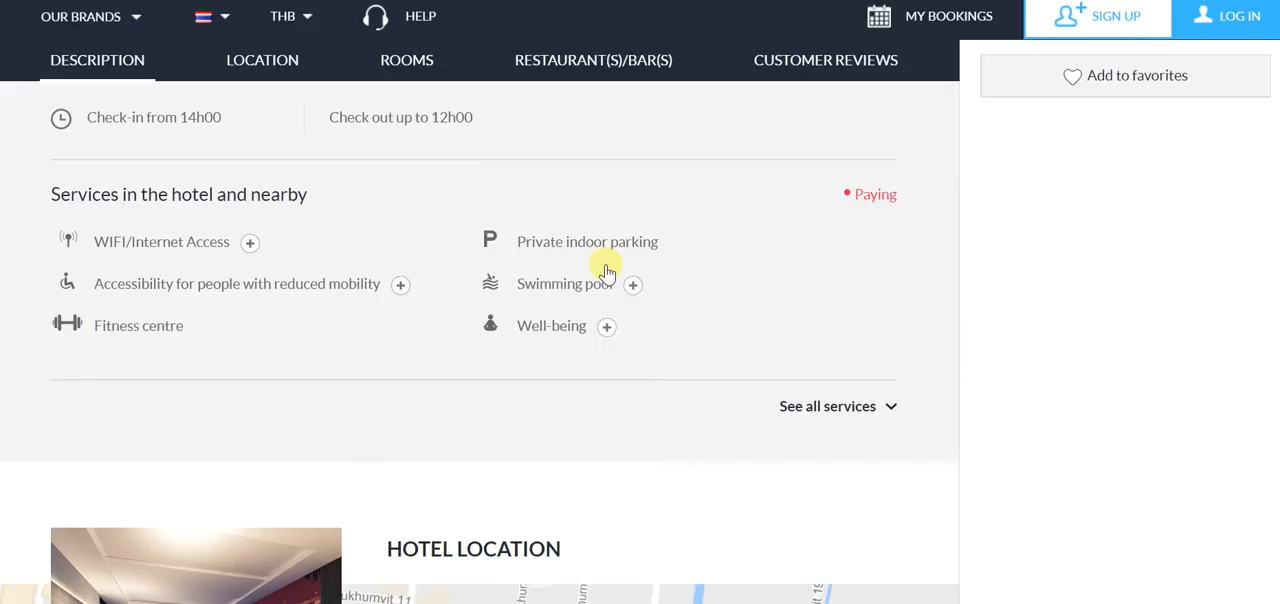 OUR BRANDS THB HELP MY BOOKINGS SIGN UP LOG IN
DESCRIPTION LOCATION ROOMS RESTAURANT(S)/BAR(S) CUSTOMER REVIEWS
Add to favorites
Check-in from 14h00 Check out up to 12h00
Services in the hotel and nearby • Paying
WIFI/Internet Access + P Private indoor parking
Accessibility for people with reduced mobility + Swimming pool +
Fitness centre Well-being +
See all services
HOTEL LOCATION
ukhumvit 11